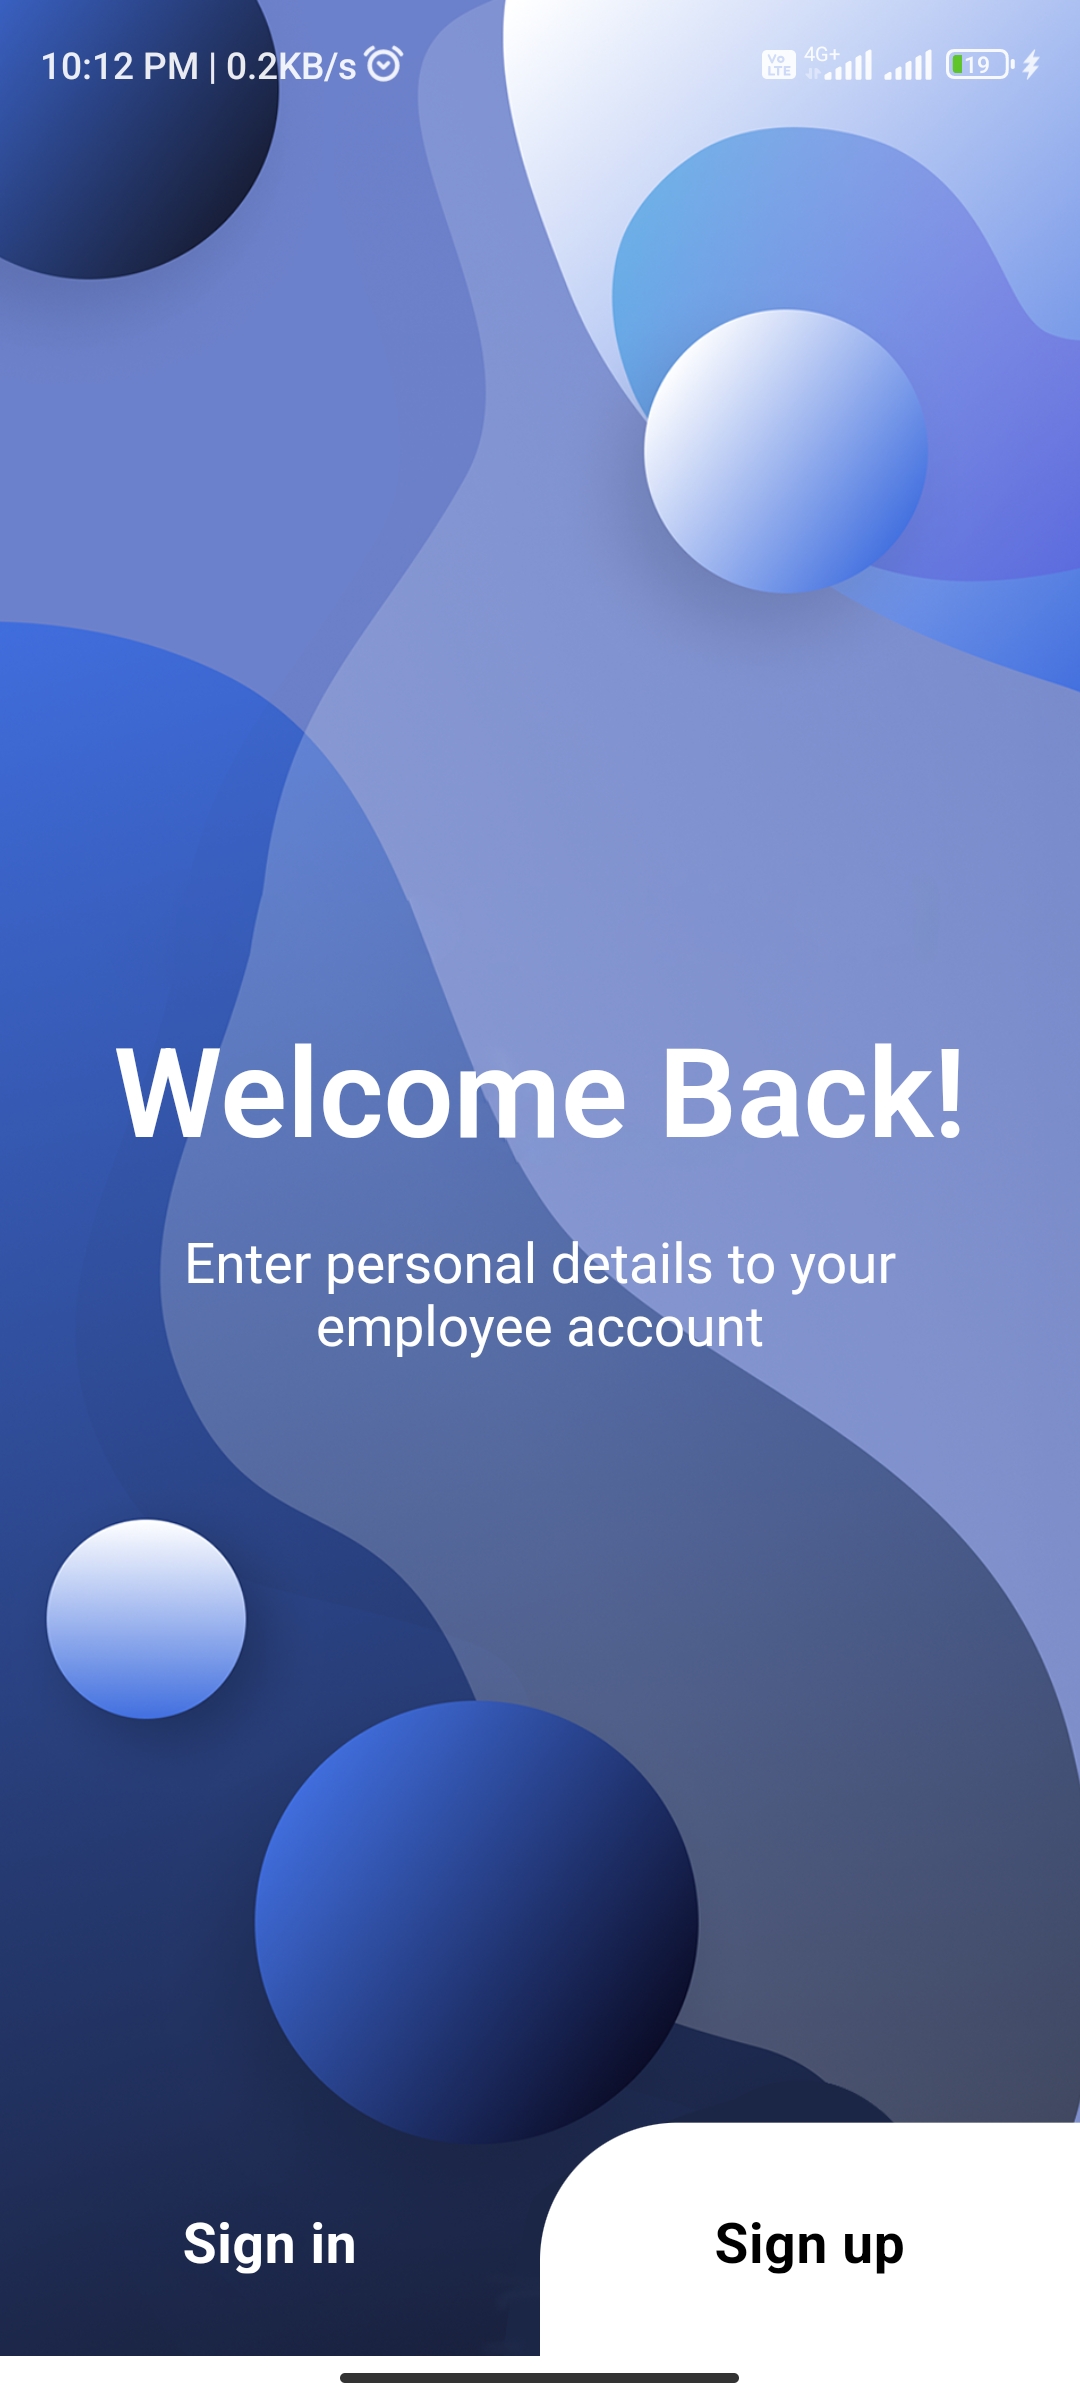 10:12 PM | 0.2KB/s
Vo LTE 4G+ 19
Welcome Back!
Enter personal details to your
employee account
Sign in
Sign up